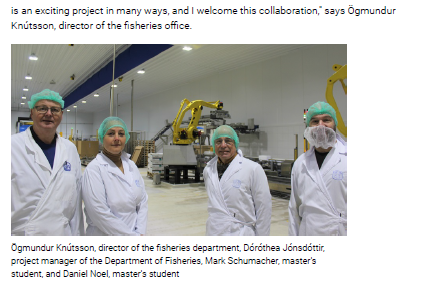 is an exciting project in many ways, and I welcome this collaboration," says Ögmundur
Knútsson, director of the fisheries office.
Ögmundur Knútsson, director of the fisheries department, Dóróthea Jónsdóttir,
project manager of the Department of Fisheries, Mark Schumacher, master's
student, and Daniel Noel, master's student